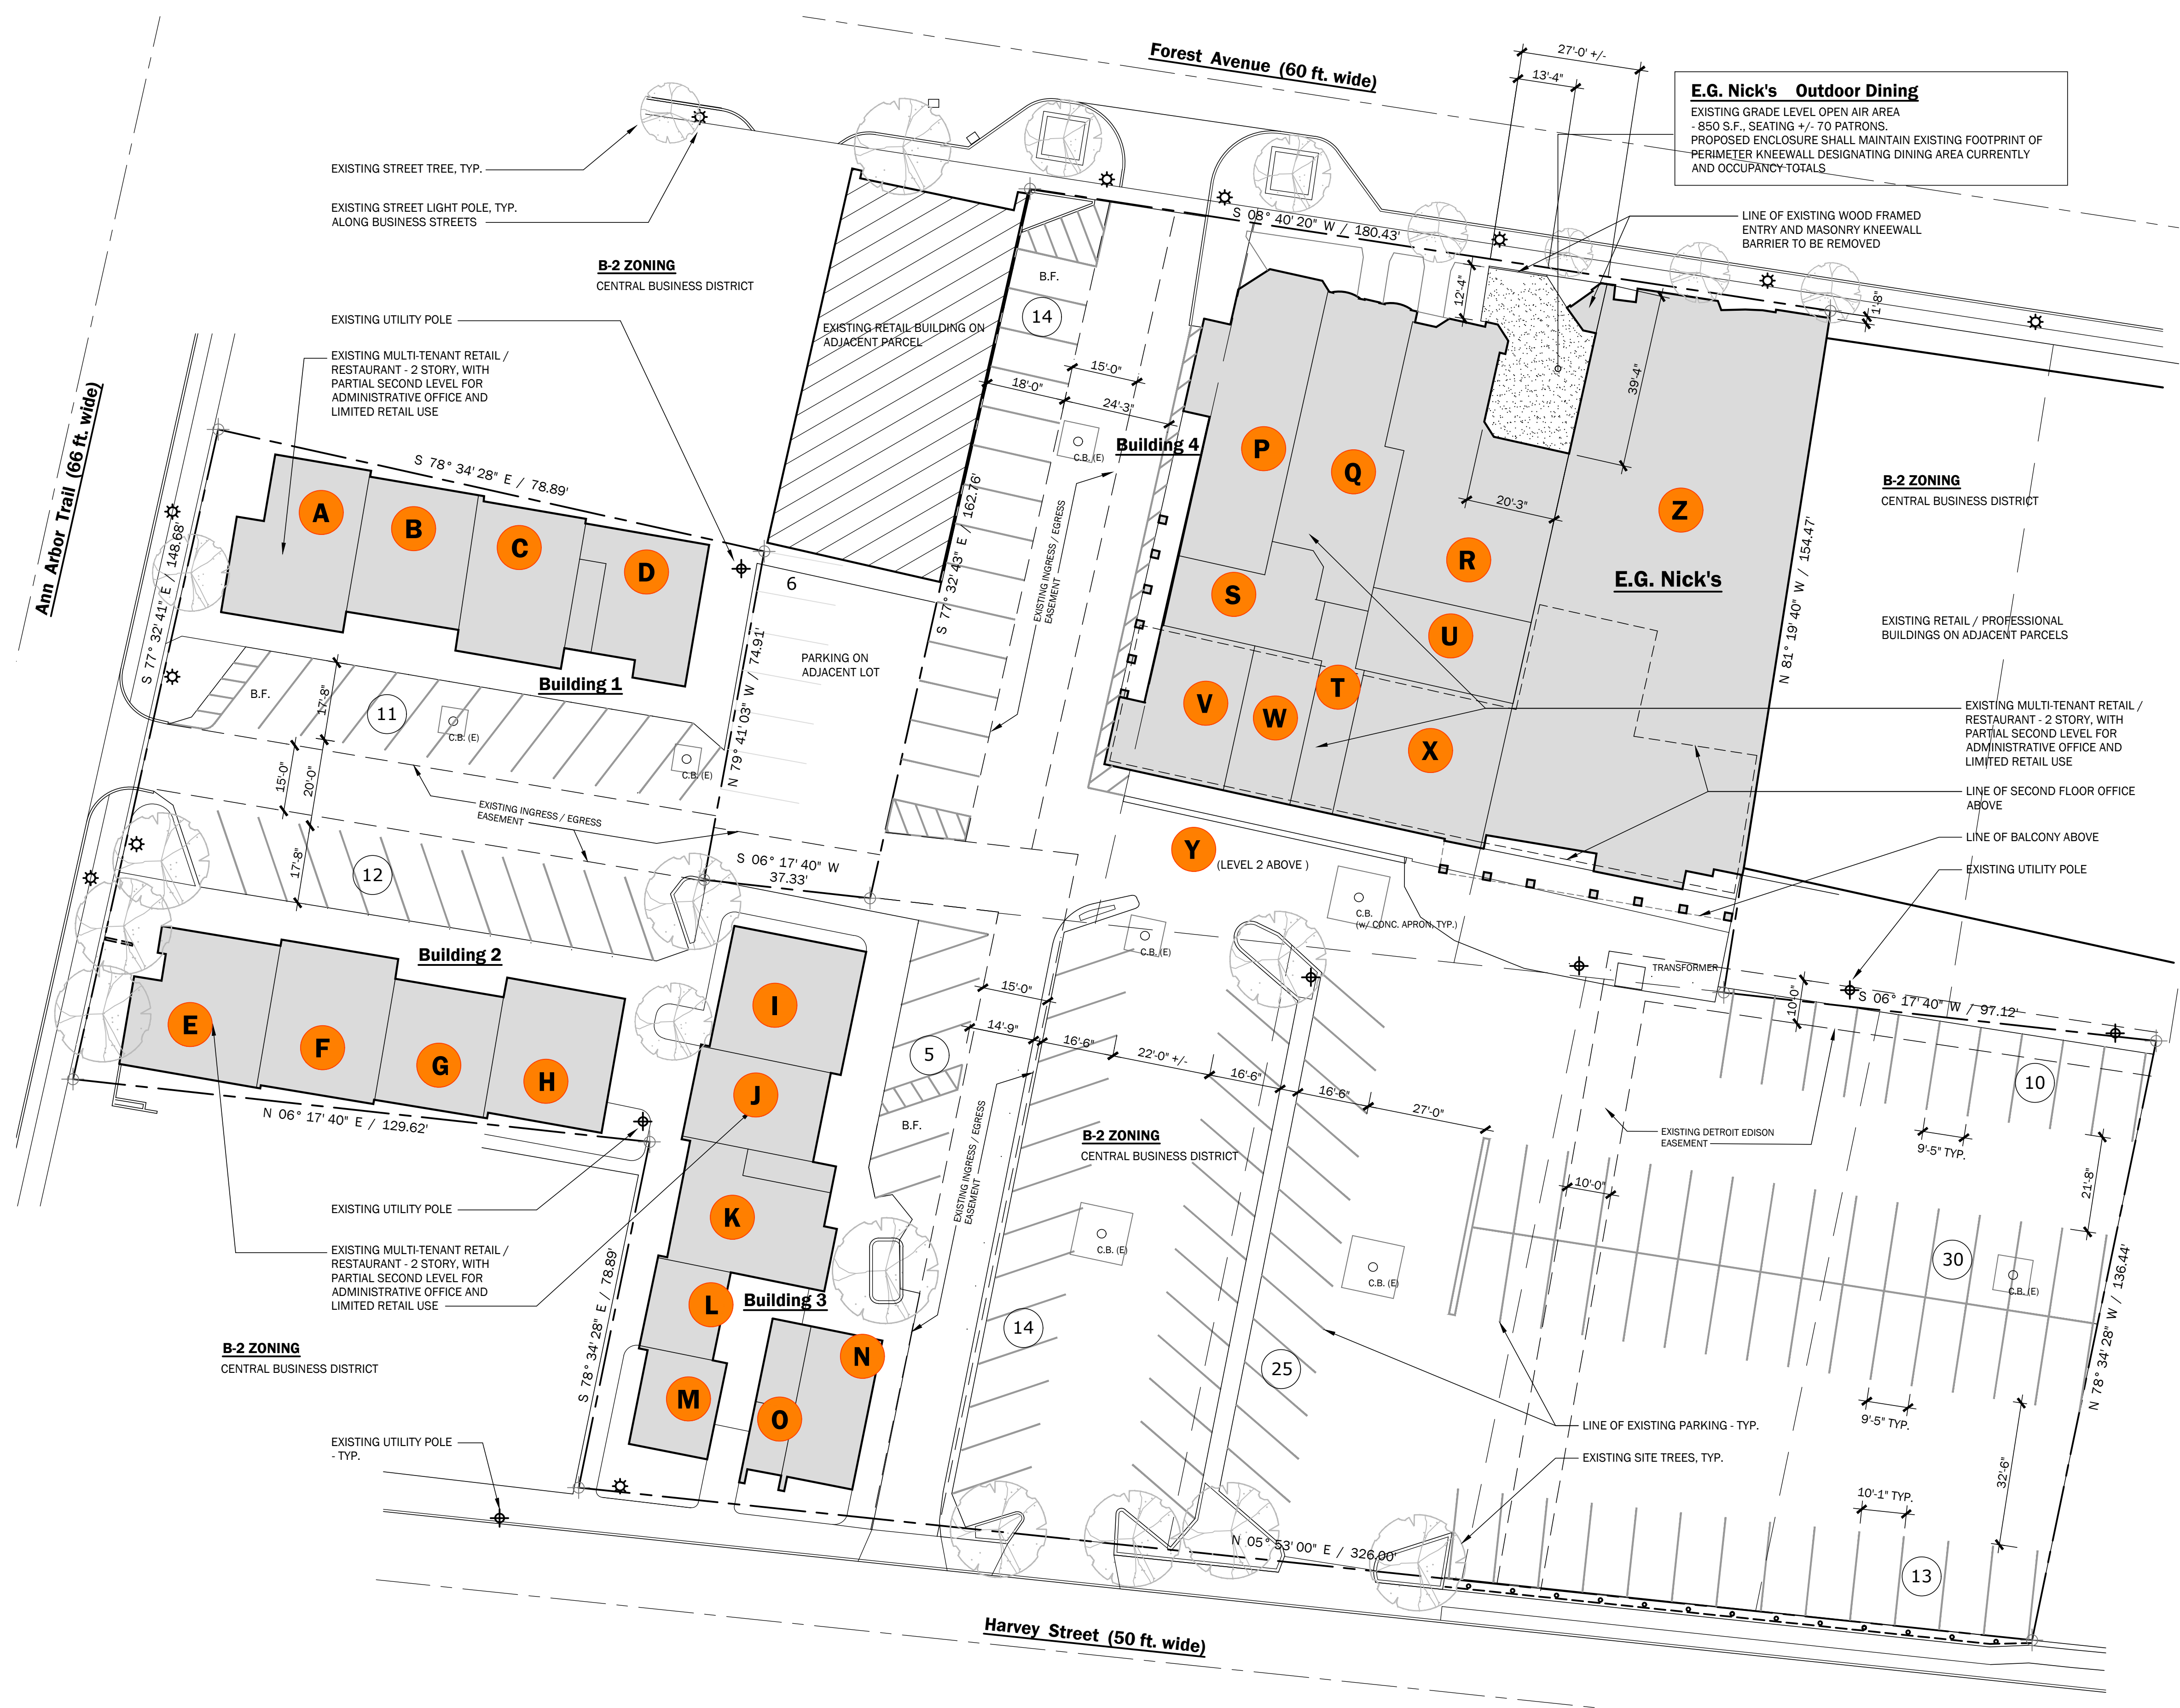 Forest Avenue (60 ft. wide)
27'-0' +/-
13'-4"
E.G. Nick's Outdoor Dining
EXISTING GRADE LEVEL OPEN AIR AREA
- 850 S.F., SEATING +/- 70 PATRONS.
PROPOSED ENCLOSURE SHALL MAINTAIN EXISTING FOOTPRINT OF
PERIMETER KNEEWALL DESIGNATING DINING AREA CURRENTLY
AND OCCUPANCY TOTALS
EXISTING STREET TREE, TYP.
EXISTING STREET LIGHT POLE, TYP.
ALONG BUSINESS STREETS
B-2 ZONING
CENTRAL BUSINESS DISTRICT
EXISTING UTILITY POLE
EXISTING MULTI-TENANT RETAIL /
RESTAURANT - 2 STORY, WITH
PARTIAL SECOND LEVEL FOR
ADMINISTRATIVE OFFICE AND
LIMITED RETAIL USE
EXISTING RETAIL BUILDING ON
ADJACENT PARCEL
S 08° 40' 20" W / 180.43'
LINE OF EXISTING WOOD FRAMED
ENTRY AND MASONRY KNEEWALL
BARRIER TO BE REMOVED
B.F.
14
12'-4"
1'-8"
15'-0"
18'-0"
24'-3"
39'-4"
C.B. (E)
Building 4
Ann Arbor Trail (66 ft. wide)
S 78° 34' 28" E / 78.89'
S 77° 32' 43" E / 162.76'
EXISTING INGRESS / EGRESS
EASEMENT
P
Q
20'-3"
Z
R
E.G. Nick's
S
U
T
V
W
X
B-2 ZONING
CENTRAL BUSINESS DISTRICT
EXISTING RETAIL / PROFESSIONAL
BUILDINGS ON ADJACENT PARCELS
N 81° 19' 40" W / 154.47'
A
B
C
D
6
PARKING ON
ADJACENT LOT
S 77° 32' 41" E / 148.68'
Building 1
B.F.
17'-8"
11
C.B. (E)
C.B. (E)
N 79° 41' 03" W / 74.91'
15'-0"
20'-0"
EXISTING INGRESS / EGRESS
EASEMENT
EXISTING MULTI-TENANT RETAIL /
RESTAURANT - 2 STORY, WITH
PARTIAL SECOND LEVEL FOR
ADMINISTRATIVE OFFICE AND
LIMITED RETAIL USE
LINE OF SECOND FLOOR OFFICE
ABOVE
LINE OF BALCONY ABOVE
EXISTING UTILITY POLE
Y
(LEVEL 2 ABOVE )
17'-8"
12
S 06° 17' 40" W
37.33'
C.B.
(w/ CONC. APRON, TYP.)
C.B. (E)
TRANSFORMER
10'-0"
S 06° 17' 40" W / 97.12'
Building 2
E
F
G
H
I
J
K
L
M
N
O
N 06° 17' 40" E / 129.62'
5
B.F.
15'-0"
14'-9"
16'-6"
22'-0" +/-
16'-6"
16'-6"
27'-0"
10
B-2 ZONING
CENTRAL BUSINESS DISTRICT
EXISTING DETROIT EDISON
EASEMENT
9'-5" TYP.
10'-0"
21'-8"
EXISTING INGRESS / EGRESS
EASEMENT
EXISTING UTILITY POLE
EXISTING MULTI-TENANT RETAIL /
RESTAURANT - 2 STORY, WITH
PARTIAL SECOND LEVEL FOR
ADMINISTRATIVE OFFICE AND
LIMITED RETAIL USE
C.B. (E)
C.B. (E)
30
C.B. (E)
Building 3
S 78° 34' 28" E / 78.89'
14
25
N 78° 34' 28" W / 136.44'
B-2 ZONING
CENTRAL BUSINESS DISTRICT
9'-5" TYP.
LINE OF EXISTING PARKING - TYP.
EXISTING SITE TREES, TYP.
EXISTING UTILITY POLE
- TYP.
32'-6"
10'-1" TYP.
N 05° 53' 00" E / 326.00'
13
Harvey Street (50 ft. wide)